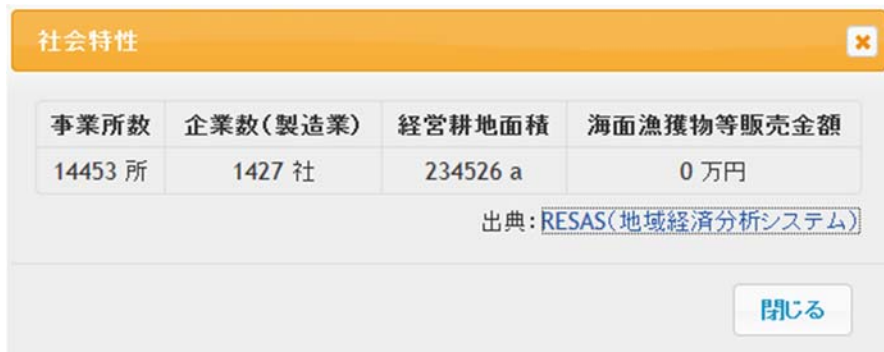 社会特性
事業所数 企業数(製造業) 経営耕地面積 海面漁獲物等販売金額
14453 所 1427 社 234526 a 0 万円
出典:RESAS(地域経済分析システム)
閉じる